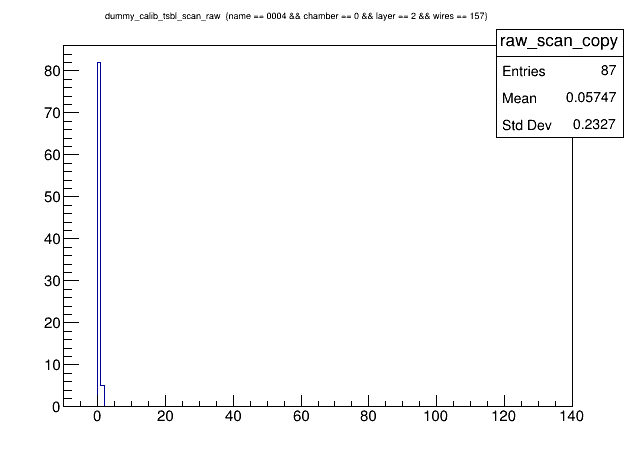 dummy_calib_tsbl_scan_raw (name == 0004 && chamber == 0 && layer == 2 && wires == 157)
raw_scan_copy
Entries 87
Mean 0.05747
Std Dev 0.2327
80
70
60
50
40
30
20
10
0
0 20 40 60 80 100 120 140